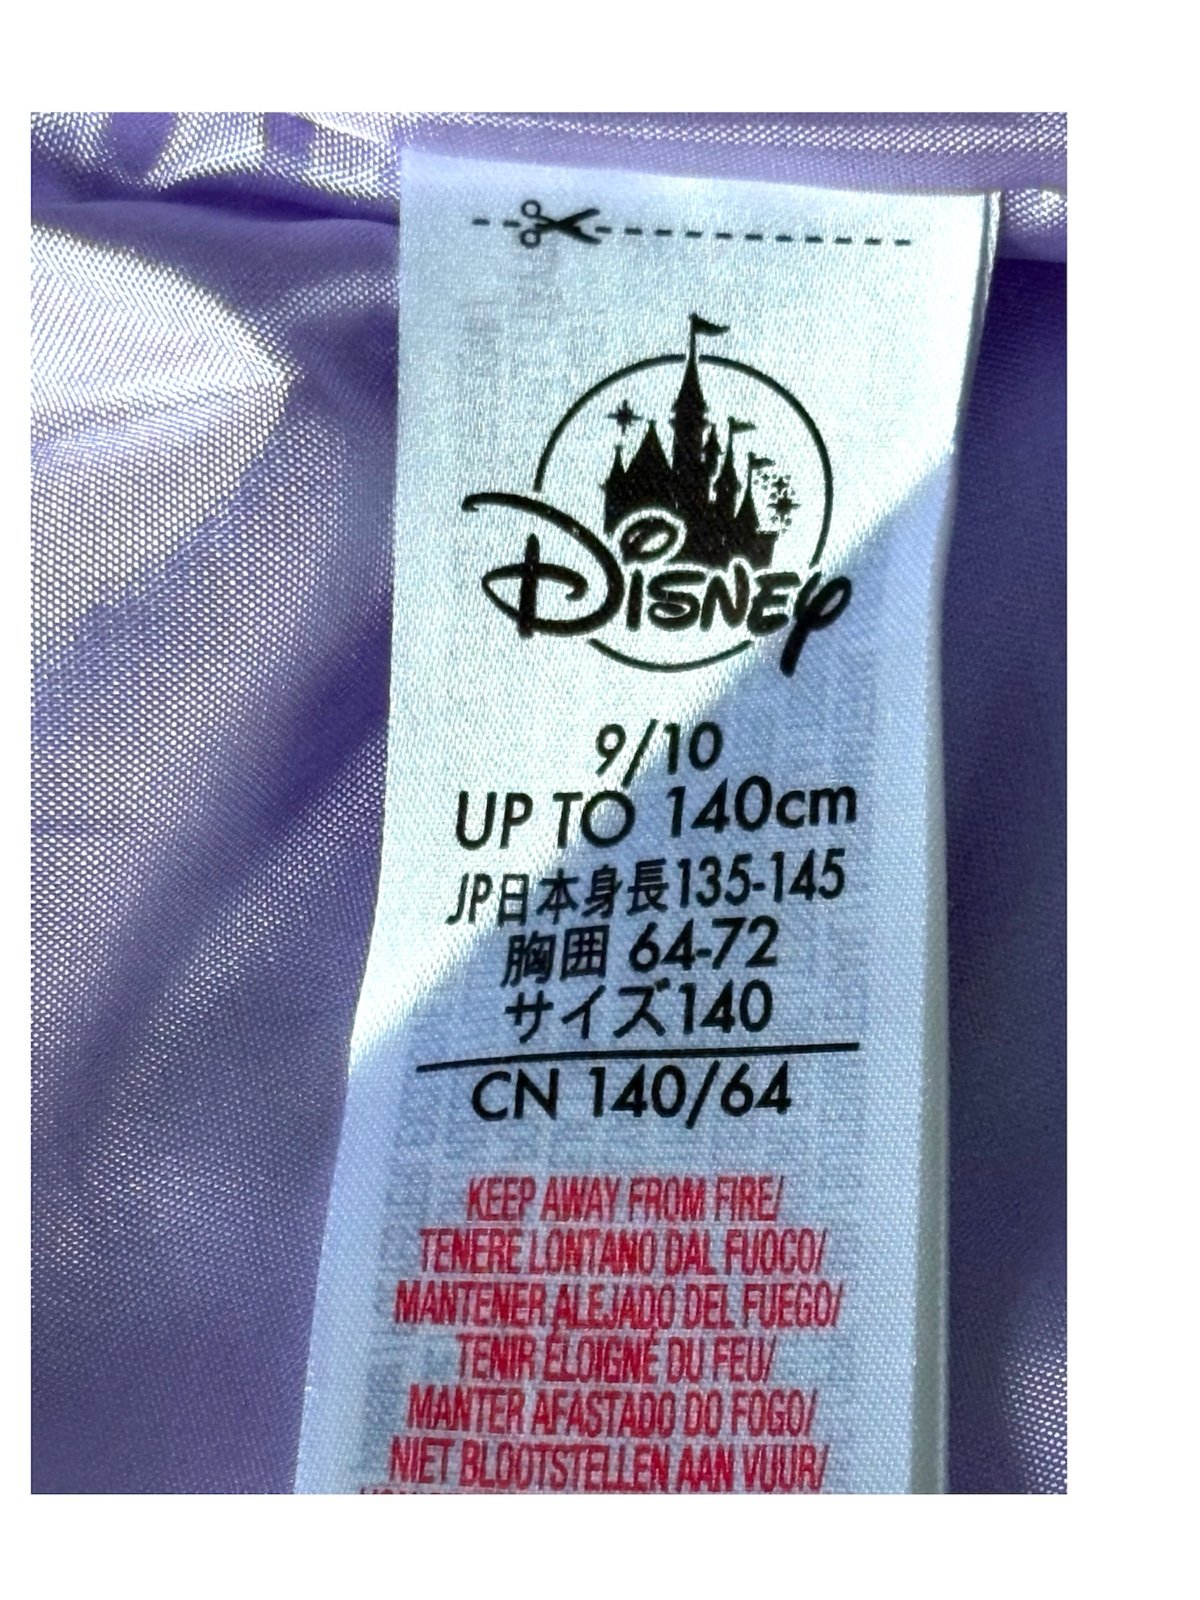 DISNEY
9/10
UP TO 140cm
JP日本身長135-145
胸囲 64-72
サイズ140
CN 140/64
KEEP AWAY FROM FIRE/
TENERE LONTANO DAL FUOCO/
MANTENER ALEJADO DEL FUEGO/
TENIR ÉLOIGNÉ DU FEU/
MANTER AFASTADO DO FOGO/
NIET BLOOTSTELLEN AAN VUUR/